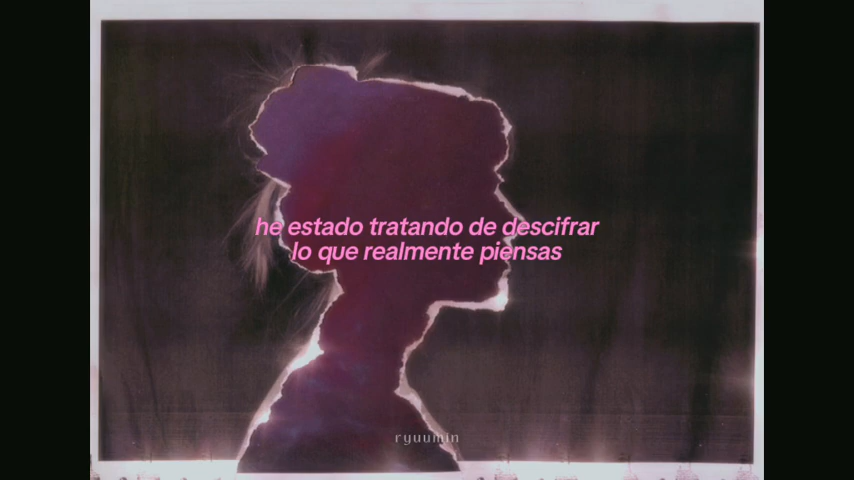 he estado tratando de descifrar
lo que realmente piensas
ryuumin